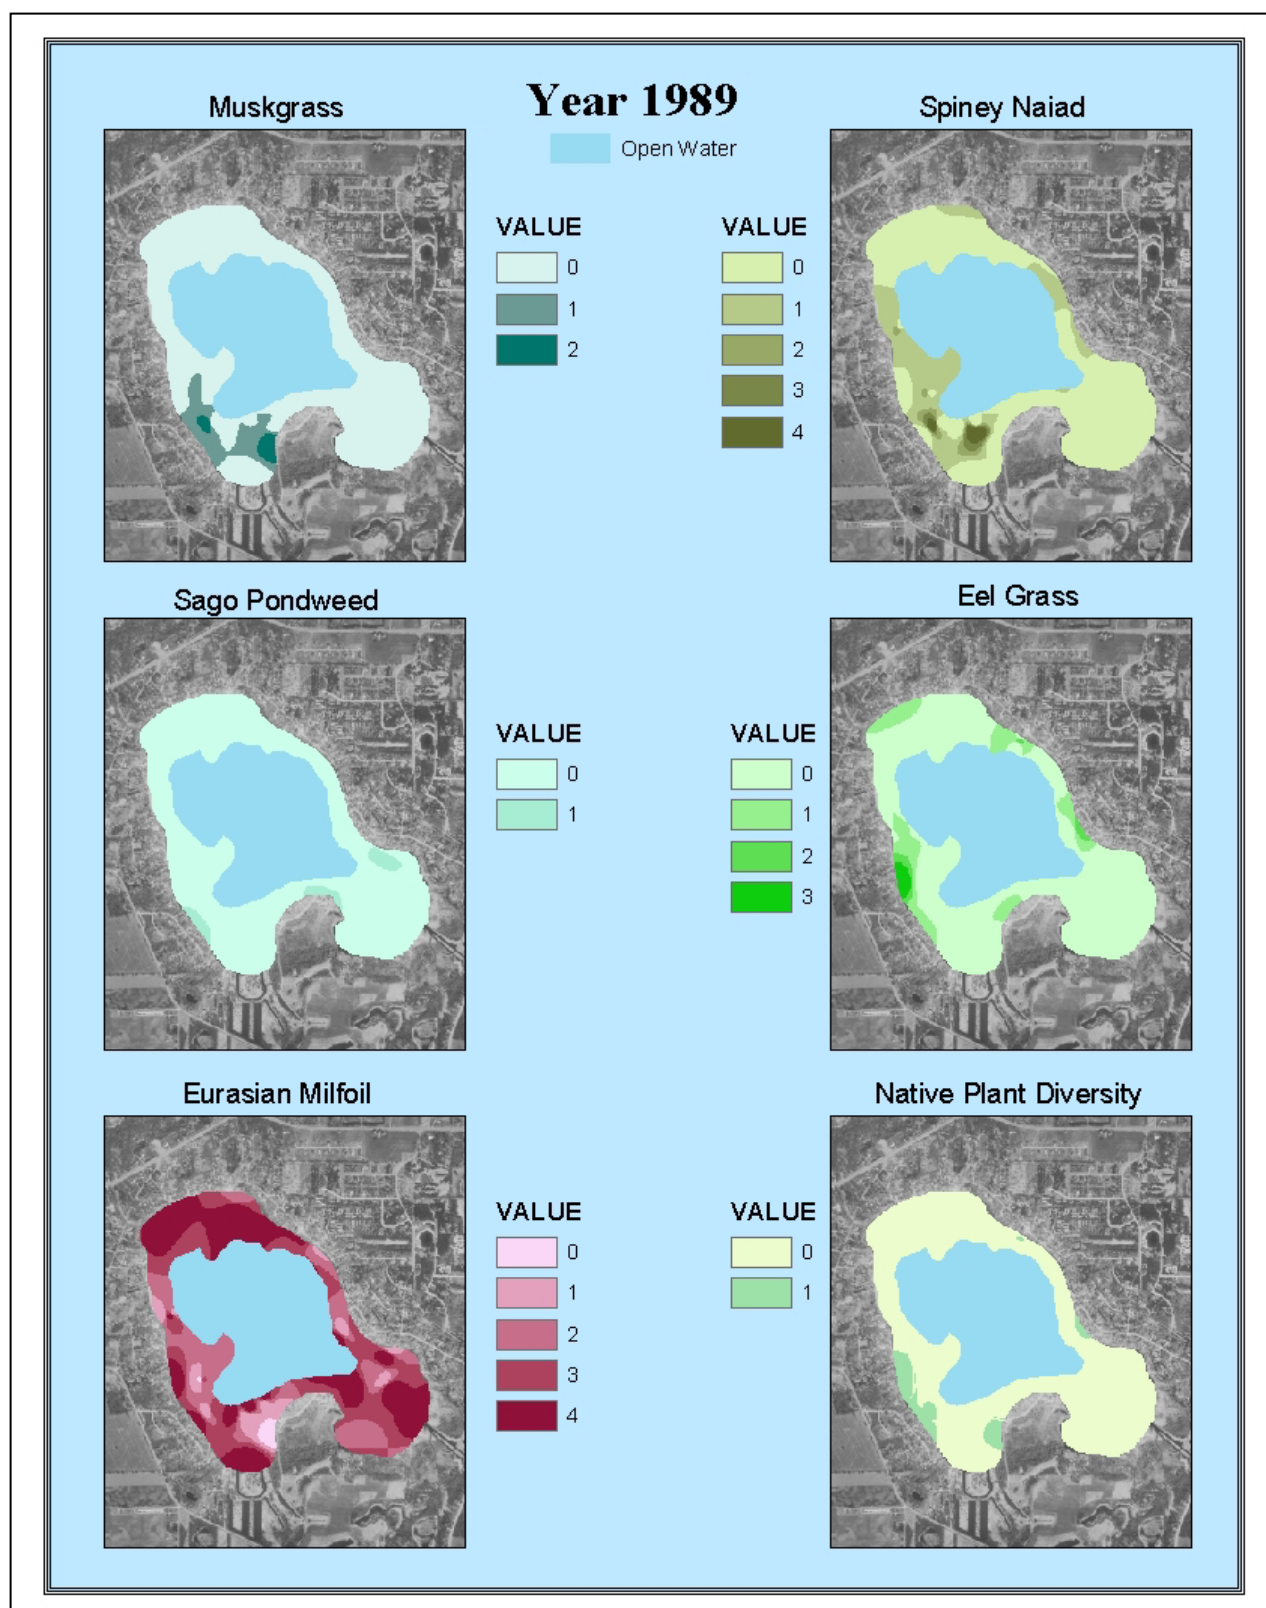 Year 1989
Open Water
Muskgrass
VALUE
0
1
2
Spiney Naiad
VALUE
0
1
2
3
4
Sago Pondweed
VALUE
0
1
Eel Grass
VALUE
0
1
2
3
Eurasian Milfoil
VALUE
0
1
2
3
4
Native Plant Diversity
VALUE
0
1